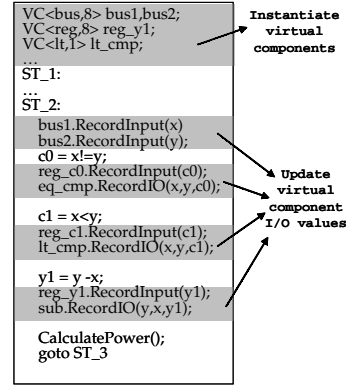 VC<bus,8> bus1,bus2;
VC<reg,8> reg_y1;
VC<lt,1> lt_cmp;
…
ST_1:
…
ST_2:
bus1.RecordInput(x)
bus2.RecordInput(y);
c0 = x!=y;
reg_c0.RecordInput(c0);
eq_cmp.RecordIO(x,y,c0);
c1 = x<y;
reg_c1.RecordInput(c1);
lt_cmp.RecordIO(x,y,c1);
y1 = y -x;
reg_y1.RecordInput(y1);
sub.RecordIO(y,x,y1);
CalculatePower();
goto ST_3
Instantiate
virtual
components
Update
virtual
component
I/O values